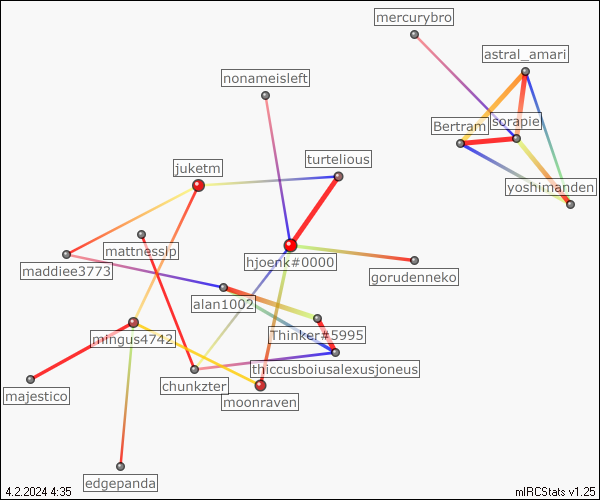 mercurybro
astral_amari
nonameisleft
Bertram
sorapie
turtelious
juketm
yoshimanden
mattnesslp
hjoenk#0000
maddiee3773
gorudenneko
alan1002
Thinker#5995
mingus4742
thiccusboiusalexusjoneus
chunkzter
majestico
moonraven
edgepanda
4.2.2024 4:35
mIRCStats v1.25